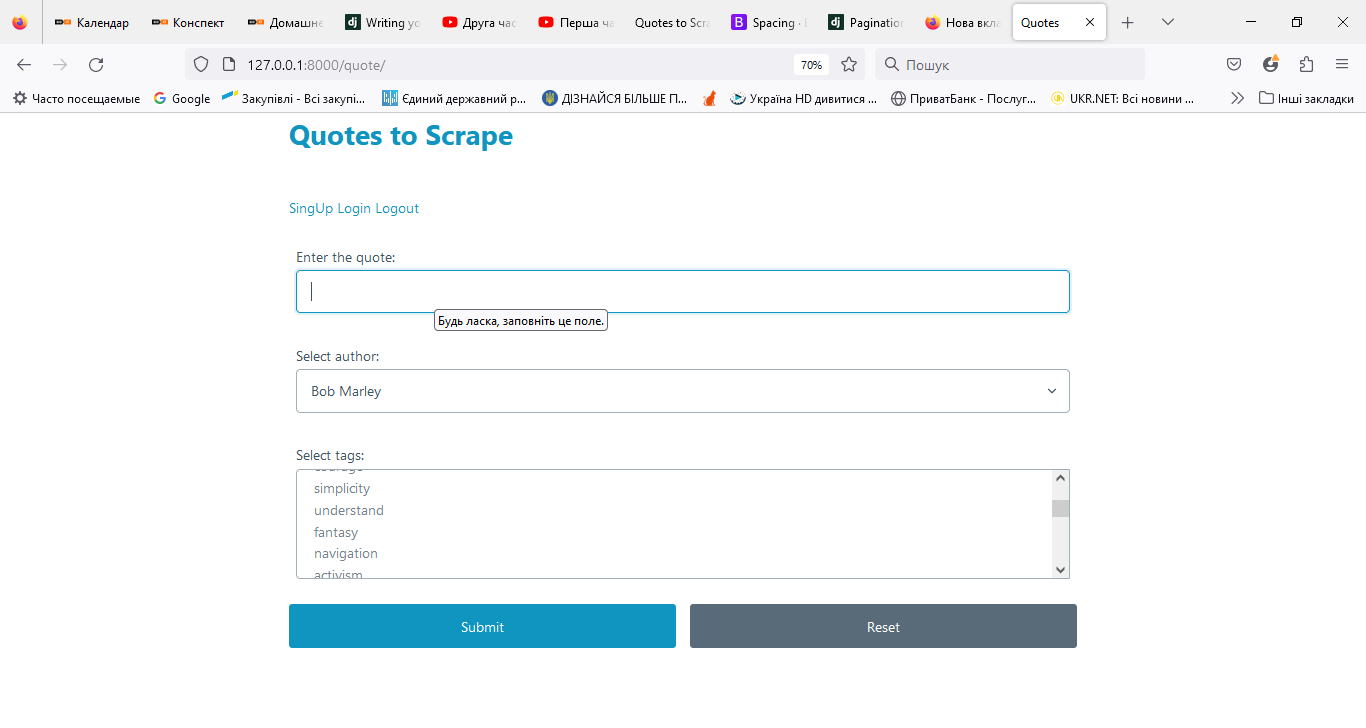 Календар
Конспект
Домашнє
Writing yo
Друга час
Перша ча
Quotes to Scra
Spacing ·
Pagination
Нова вкла
Quotes
127.0.0.1:8000/quote/
70%
Пошук
Часто посещаемые
Google
Закупівлі - Всі закупі...
Єдиний державний р...
ДІЗНАЙСЯ БІЛЬШЕ П...
Україна HD дивитися ...
ПриватБанк - Послуг...
UKR.NET: Всі новини ...
Інші закладки
Quotes to Scrape
SingUp Login Logout
Enter the quote:
Будь ласка, заповніть це поле.
Select author:
Bob Marley
Select tags:
courage
simplicity
understand
fantasy
navigation
activism
Submit
Reset